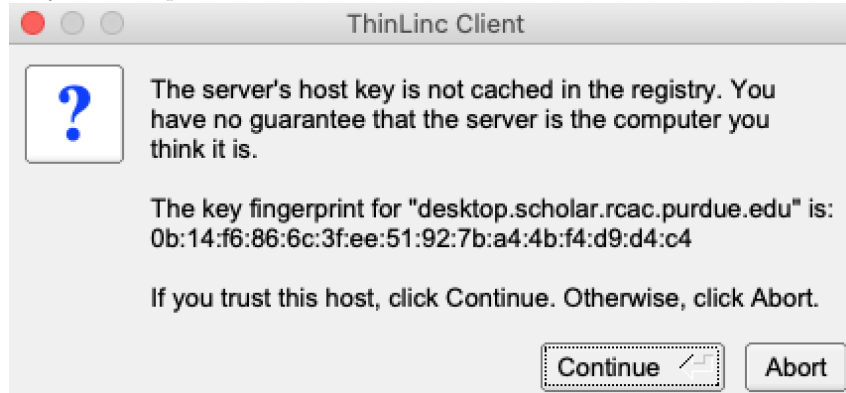 ThinLinc Client
?
The server's host key is not cached in the registry. You
have no guarantee that the server is the computer you
think it is.
The key fingerprint for "desktop.scholar.rcac.purdue.edu" is:
0b:14:f6:86:6c:3f:ee:51:92:7b:a4:4b:f4:d9:d4:c4
If you trust this host, click Continue. Otherwise, click Abort.
Continue Abort